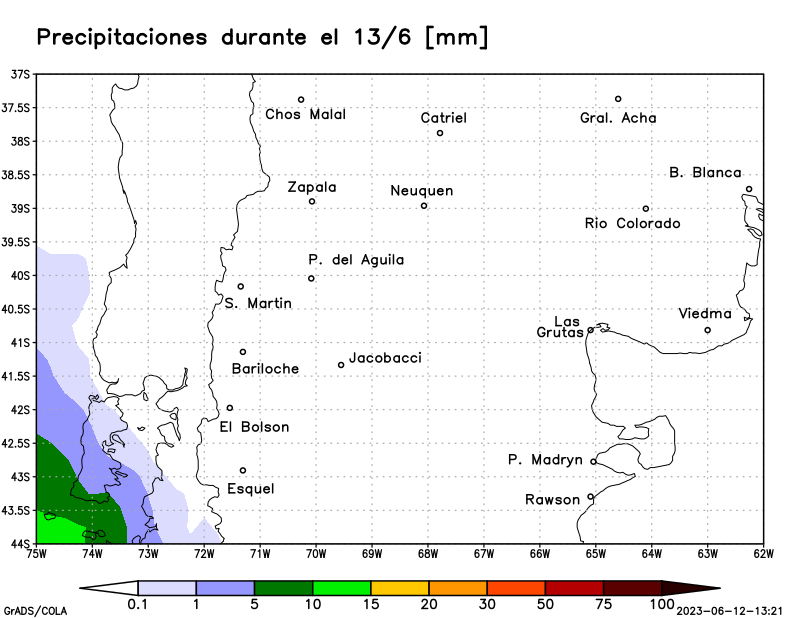 Precipitaciones durante el 13/6 [mm]
37S
37.5S
38S
38.5S
39S
39.5S
40S
40.5S
41S
41.5S
42S
42.5S
43S
43.5S
44S
Chos Malal
Catriel
Gral. Acha
B. Blanca
Zapala
Neuquen
Rio Colorado
P. del Aguila
S. Martin
Viedma
Las
Grutas
Bariloche
Jacobacci
El Bolson
P. Madryn
Esquel
Rawson
75W 74W 73W 72W 71W 70W 69W 68W 67W 66W 65W 64W 63W 62W
0.1 1 5 10 15 20 30 50 75 100
GrADS/COLA
2023-06-12-13:21